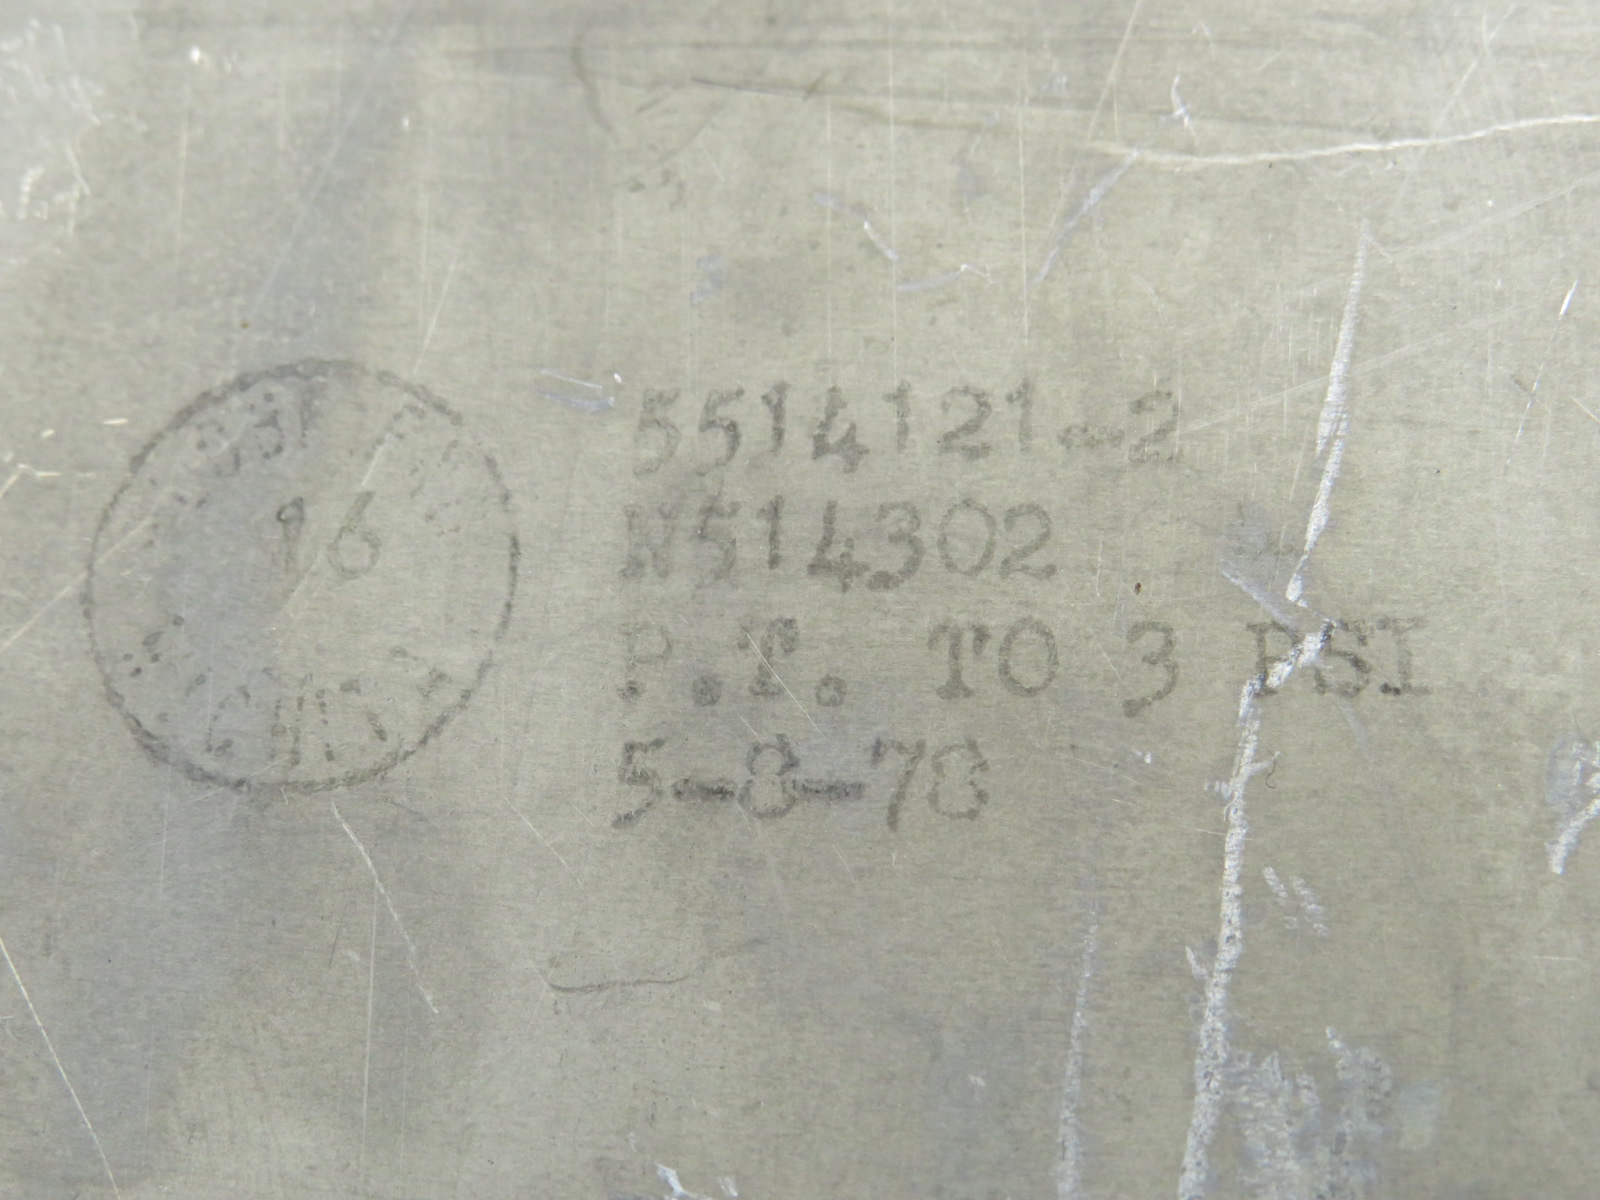 16
5514121-2
N514302
P.T. TO 3 PSI
5-8-78